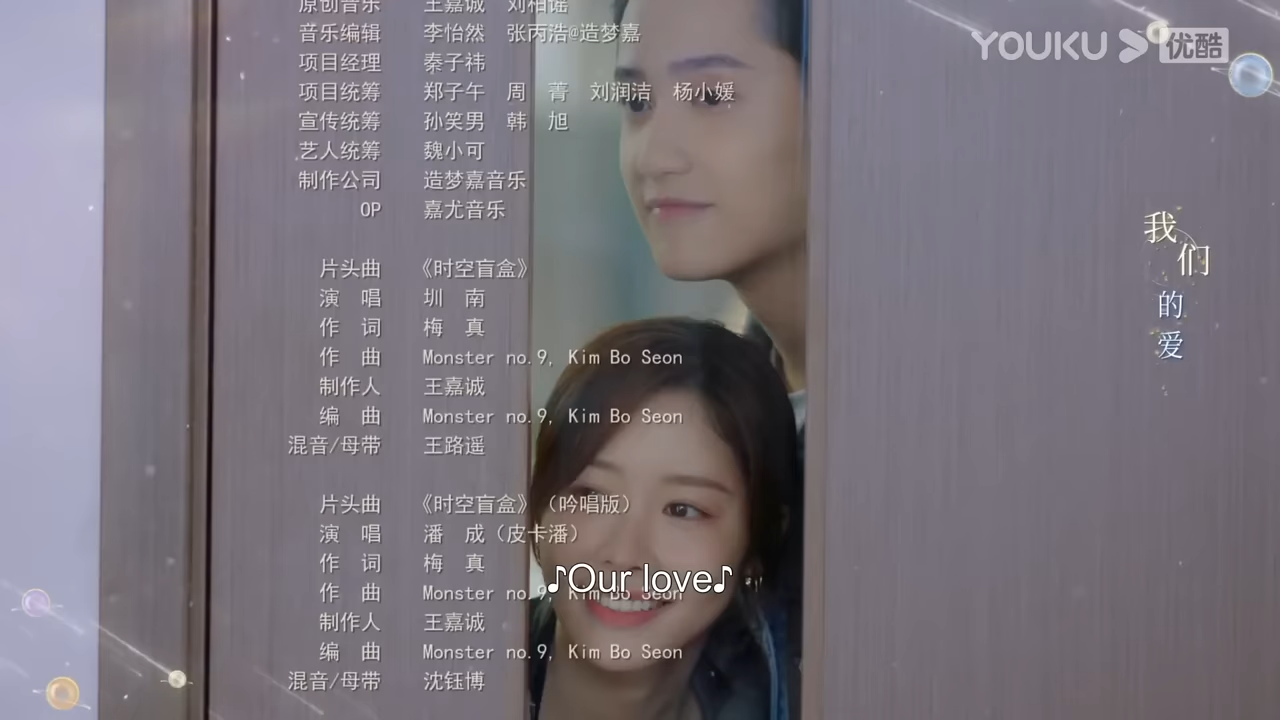 原创音乐 王嘉诚 刘柏谣
音乐编辑 李怡然 张丙浩@造梦嘉
项目经理 秦子祎
项目统筹 郑子午 周菁 刘润洁 杨小媛
宣传统筹 孙笑男 韩旭
艺人统筹 魏小可
制作公司 造梦嘉音乐
OP 嘉尤音乐
片头曲 《时空盲盒》
演唱 圳南
作词 梅真
作曲 Monster no.9, Kim Bo Seon
制作人 王嘉诚
编曲 Monster no.9, Kim Bo Seon
混音/母带 王路遥
片头曲 《时空盲盒》（吟唱版）
演唱 潘成（皮卡潘）
作词 梅真
作曲 Monster no.9, Kim Bo Seon
制作人 王嘉诚
编曲 Monster no.9, Kim Bo Seon
混音/母带 沈钰博
♪Our love♪
YOUKU 优酷
我们的爱